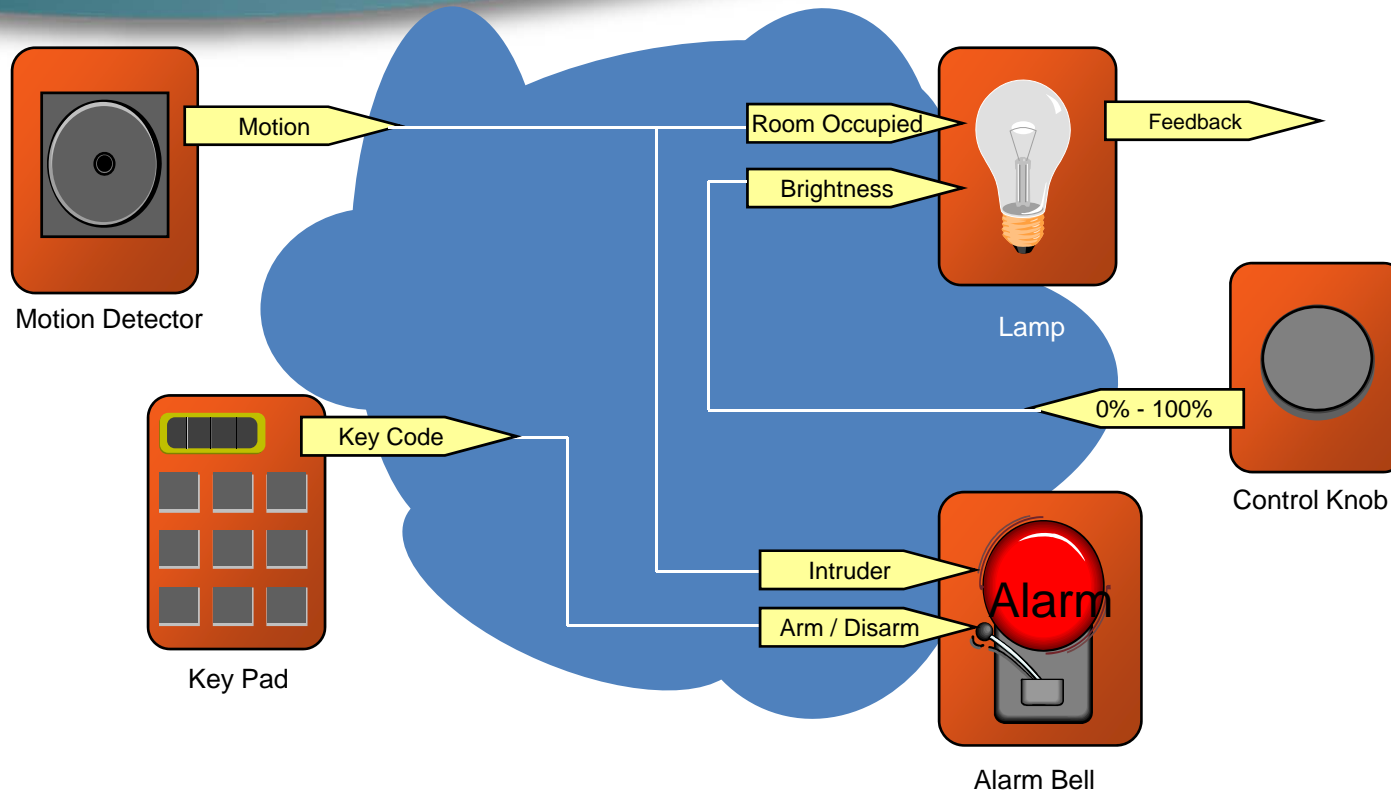 Motion
Room Occupied
Feedback
Brightness
Motion Detector
Lamp
0% - 100%
Key Code
Control Knob
Intruder
Alarm
Arm / Disarm
Key Pad
Alarm Bell